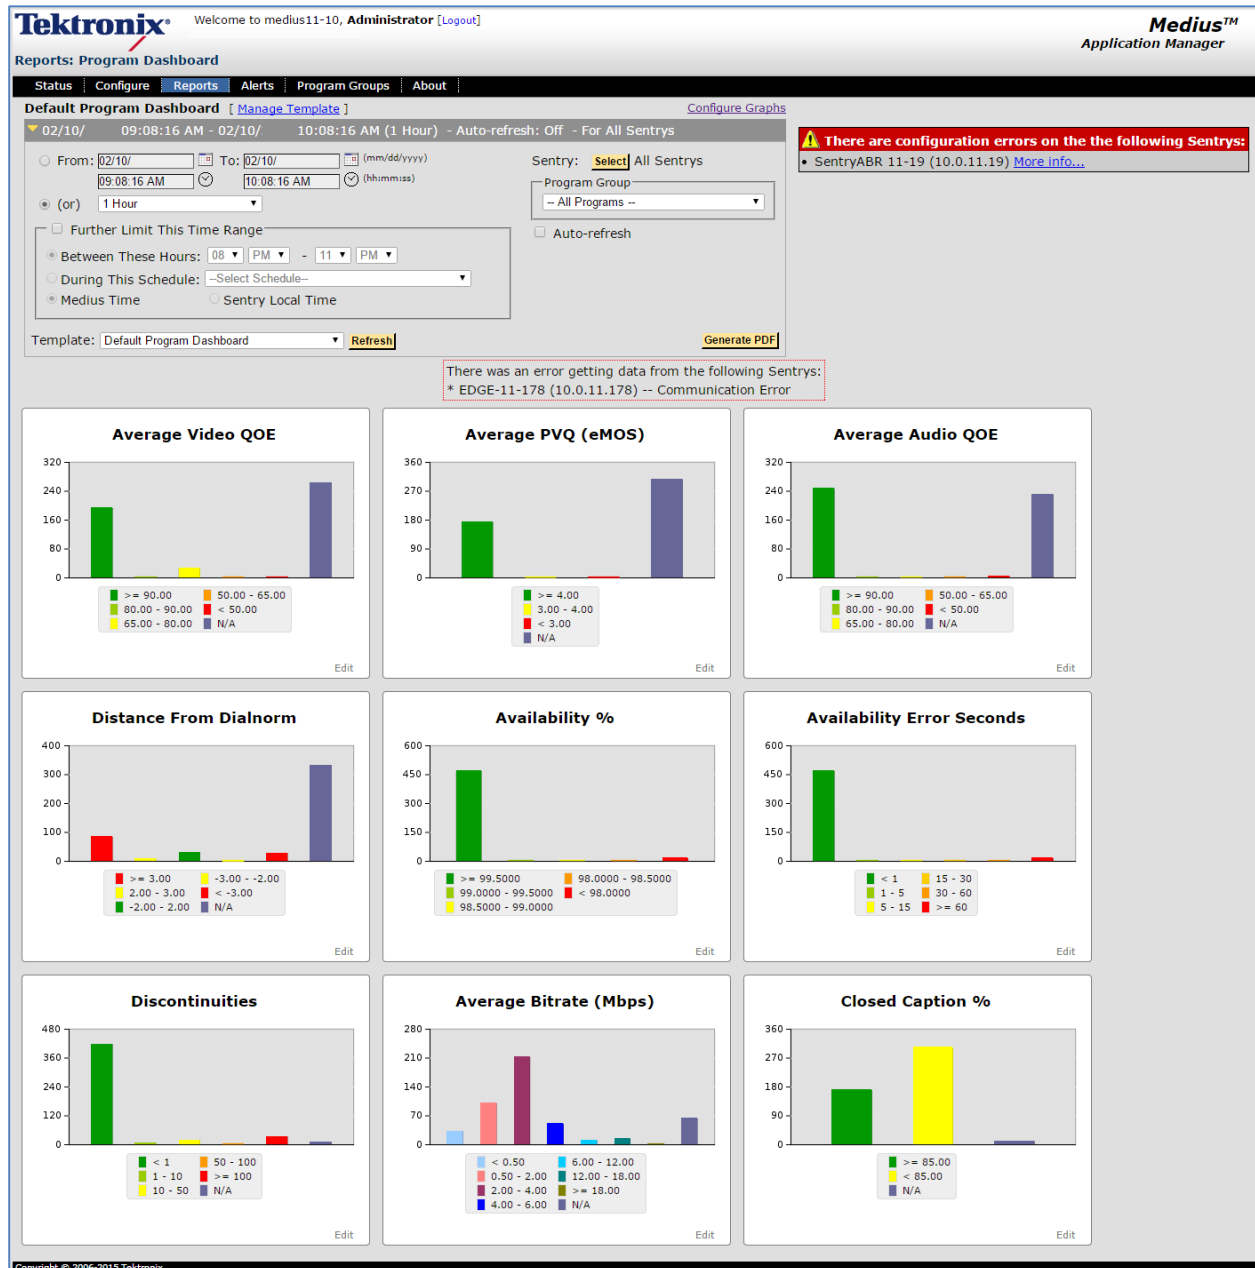 Tektronix®
Welcome to medius11-10, Administrator [Logout]
Medius™
Application Manager
Reports: Program Dashboard
Status Configure Reports Alerts Program Groups About
Default Program Dashboard [ Manage Template ] Configure Graphs
02/10/ 09:08:16 AM - 02/10/ 10:08:16 AM (1 Hour) - Auto-refresh: Off - For All Sentrys
There are configuration errors on the the following Sentrys:
• SentryABR 11-19 (10.0.11.19) More info...
From: 02/10/ To: 02/10/ (mm/dd/yyyy) Sentry: Select All Sentrys
09:08:16 AM 10:08:16 AM (hh:mm:ss) Program Group
(or) 1 Hour -- All Programs --
Further Limit This Time Range Auto-refresh
Between These Hours: 08 PM - 11 PM
During This Schedule: --Select Schedule--
Medius Time Sentry Local Time
Template: Default Program Dashboard Refresh Generate PDF
There was an error getting data from the following Sentrys:
* EDGE-11-178 (10.0.11.178) -- Communication Error
Average Video QOE
320
240
160
80
0
>= 90.00 50.00 - 65.00
80.00 - 90.00 < 50.00
65.00 - 80.00 N/A
Edit
Average PVQ (eMOS)
360
270
180
90
0
>= 4.00
3.00 - 4.00
< 3.00
N/A
Edit
Average Audio QOE
320
240
160
80
0
>= 90.00 50.00 - 65.00
80.00 - 90.00 < 50.00
65.00 - 80.00 N/A
Edit
Distance From Dialnorm
400
300
200
100
0
>= 3.00 -3.00 - -2.00
2.00 - 3.00 < -3.00
-2.00 - 2.00 N/A
Edit
Availability %
600
450
300
150
0
>= 99.5000 98.0000 - 98.5000
99.0000 - 99.5000 < 98.0000
98.5000 - 99.0000
Edit
Availability Error Seconds
600
450
300
150
0
< 1 15 - 30
1 - 5 30 - 60
5 - 15 >= 60
Edit
Discontinuities
480
360
240
120
0
< 1 50 - 100
1 - 10 >= 100
10 - 50 N/A
Edit
Average Bitrate (Mbps)
280
210
140
70
0
< 0.50 6.00 - 12.00
0.50 - 2.00 12.00 - 18.00
2.00 - 4.00 >= 18.00
4.00 - 6.00 N/A
Edit
Closed Caption %
360
270
180
90
0
>= 85.00
< 85.00
N/A
Edit
Copyright © 2006-2015 Tektronix